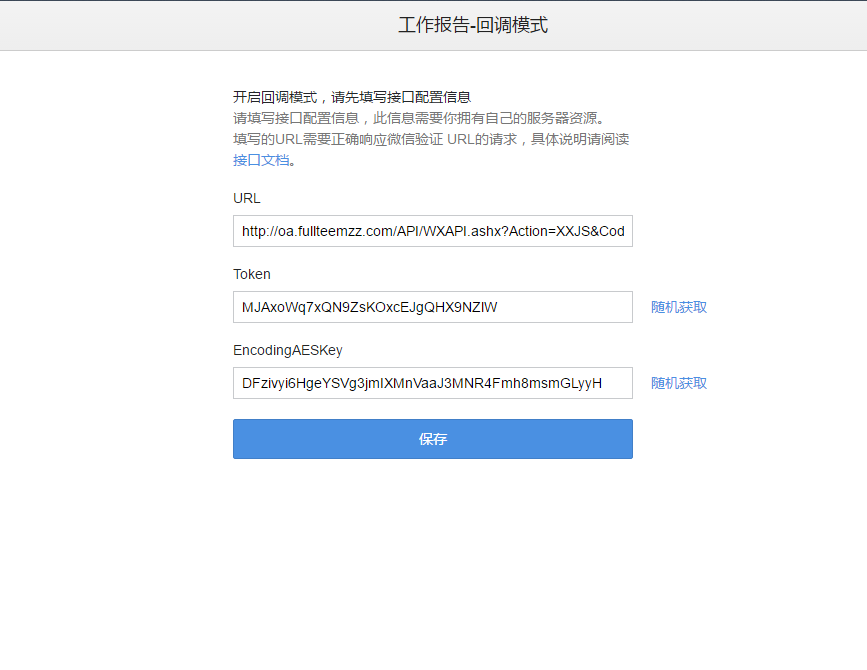 工作报告-回调模式
开启回调模式，请先填写接口配置信息
请填写接口配置信息，此信息需要你拥有自己的服务器资源。
填写的URL需要正确响应微信验证 URL的请求，具体说明请阅读
接口文档。
URL
http://oa.fullteemzz.com/API/WXAPI.ashx?Action=XXJS&Cod
Token
MJAxoWq7xQN9ZsKOxcEJgQHX9NZIW
随机获取
EncodingAESKey
DFzivyi6HgeYSVg3jmIXMnVaaJ3MNR4Fmh8msmGLyyH
随机获取
保存